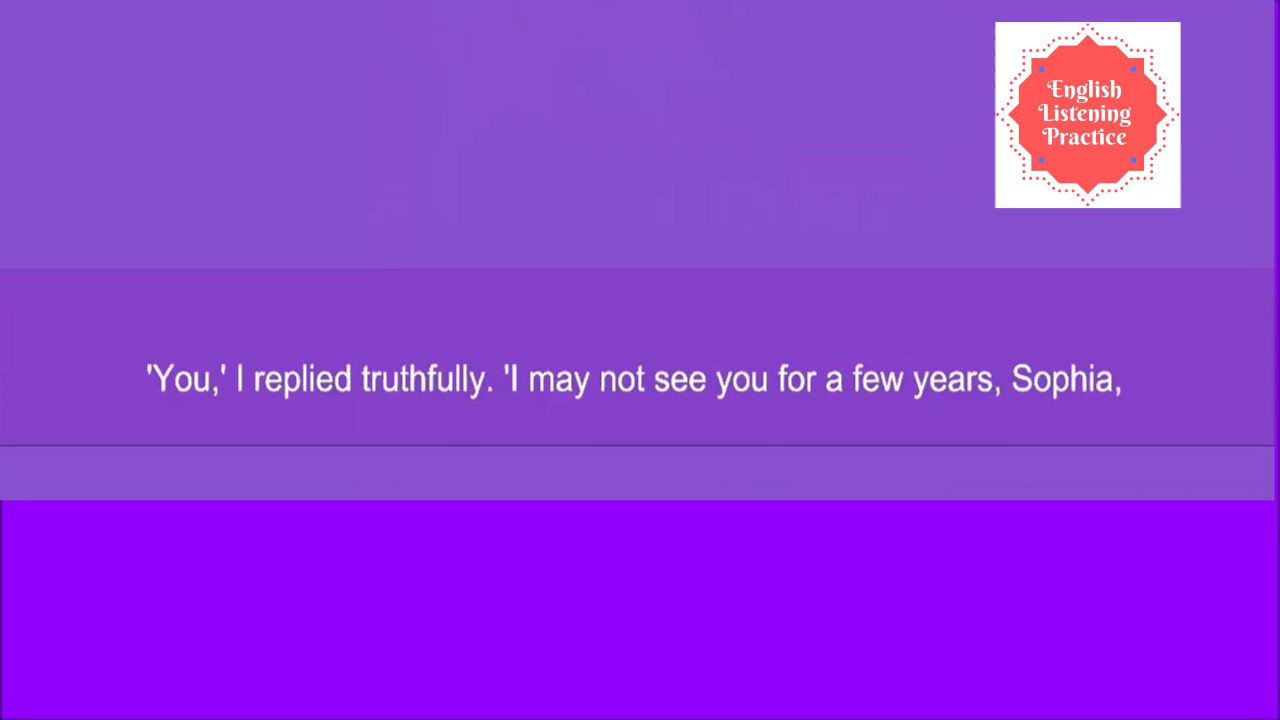 English
Listening
Practice
'You,' I replied truthfully. 'I may not see you for a few years, Sophia,